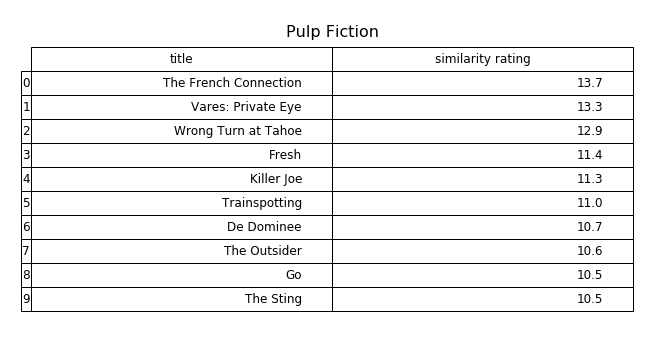 Pulp Fiction
title similarity rating
0 The French Connection 13.7
1 Vares: Private Eye 13.3
2 Wrong Turn at Tahoe 12.9
3 Fresh 11.4
4 Killer Joe 11.3
5 Trainspotting 11.0
6 De Dominee 10.7
7 The Outsider 10.6
8 Go 10.5
9 The Sting 10.5